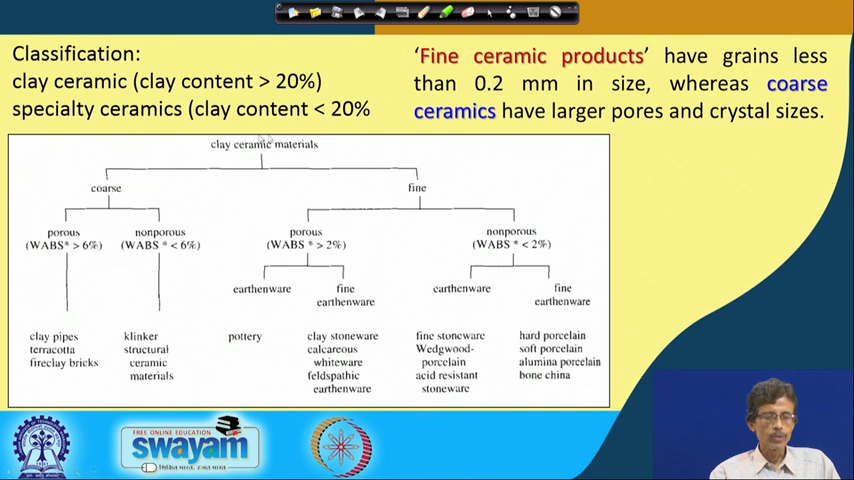 Classification:
clay ceramic (clay content > 20%)
specialty ceramics (clay content < 20%
'Fine ceramic products' have grains less
than 0.2 mm in size, whereas coarse
ceramics have larger pores and crystal sizes.
clay ceramic materials
coarse
fine
porous
(WABS* > 6%)
nonporous
(WABS * < 6%)
porous
(WABS * > 2%)
nonporous
(WABS * < 2%)
earthenware
fine
earthenware
earthenware
fine
earthenware
clay pipes
terracotta
fireclay bricks
klinker
structural
ceramic
materials
pottery
clay stoneware
calcareous
whiteware
feldspathic
earthenware
fine stoneware
Wedgwood-
porcelain
acid resistant
stoneware
hard porcelain
soft porcelain
alumina porcelain
bone china
FREE ONLINE EDUCATION
swayam